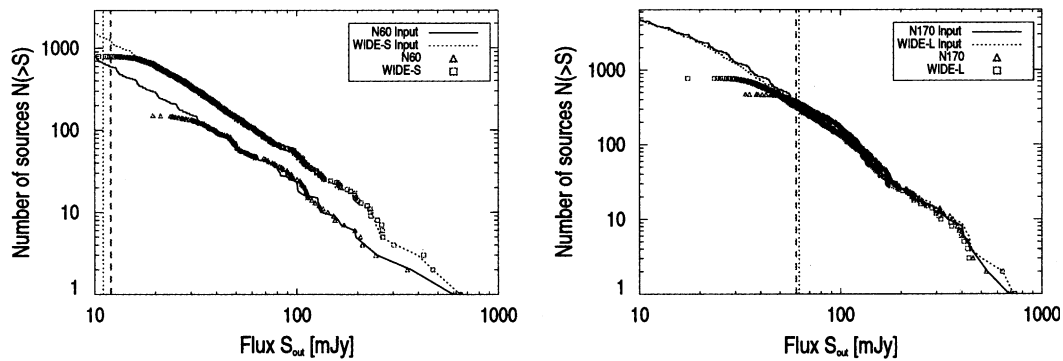 N60 Input
WIDE-S Input
N60
WIDE-S
1000
100
10
1
Number of sources N(>S)
10
100
1000
Flux S_out [mJy]
N170 Input
WIDE-L Input
N170
WIDE-L
1000
100
10
1
Number of sources N(>S)
10
100
1000
Flux S_out [mJy]